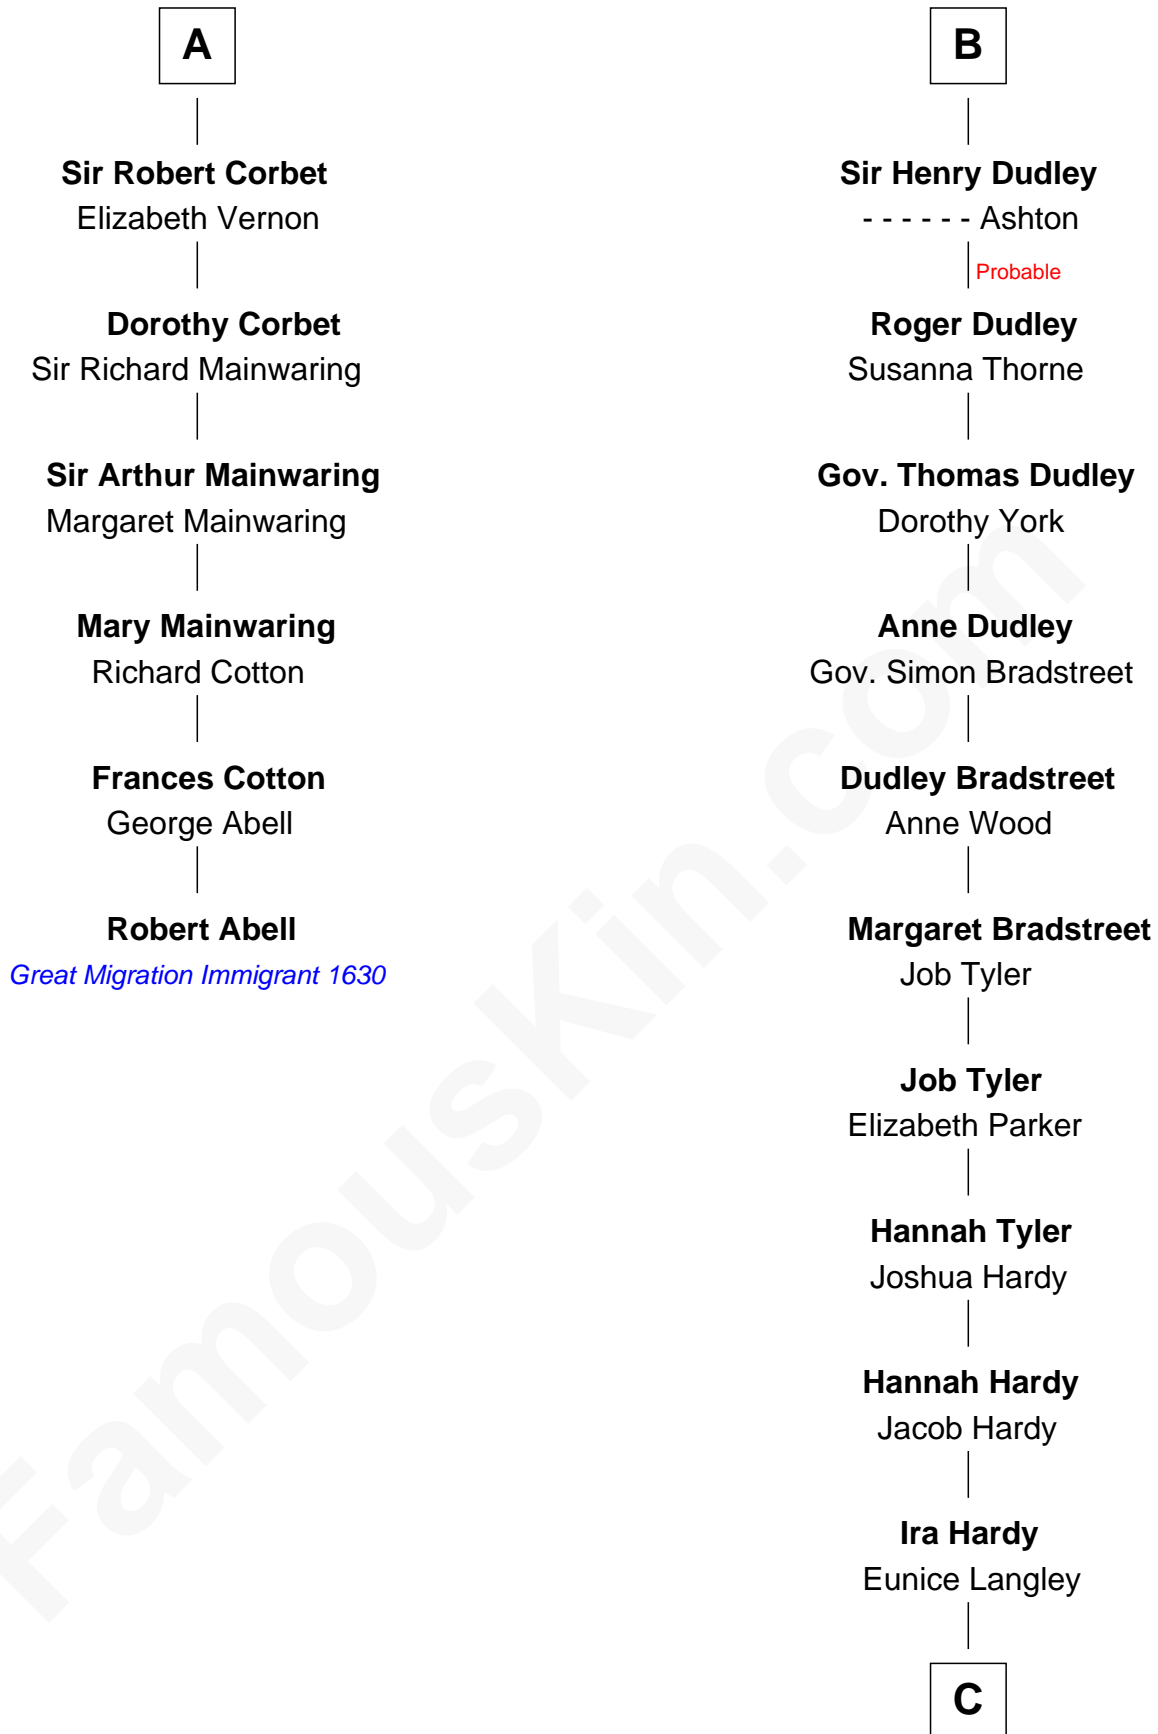 A
Sir Robert Corbet
Elizabeth Vernon
Dorothy Corbet
Sir Richard Mainwaring
Sir Arthur Mainwaring
Margaret Mainwaring
Mary Mainwaring
Richard Cotton
Frances Cotton
George Abell
Robert Abell
Great Migration Immigrant 1630
B
Sir Henry Dudley
- - - - - - Ashton
Probable
Roger Dudley
Susanna Thorne
Gov. Thomas Dudley
Dorothy York
Anne Dudley
Gov. Simon Bradstreet
Dudley Bradstreet
Anne Wood
Margaret Bradstreet
Job Tyler
Job Tyler
Elizabeth Parker
Hannah Tyler
Joshua Hardy
Hannah Hardy
Jacob Hardy
Ira Hardy
Eunice Langley
C
FamousKin.com